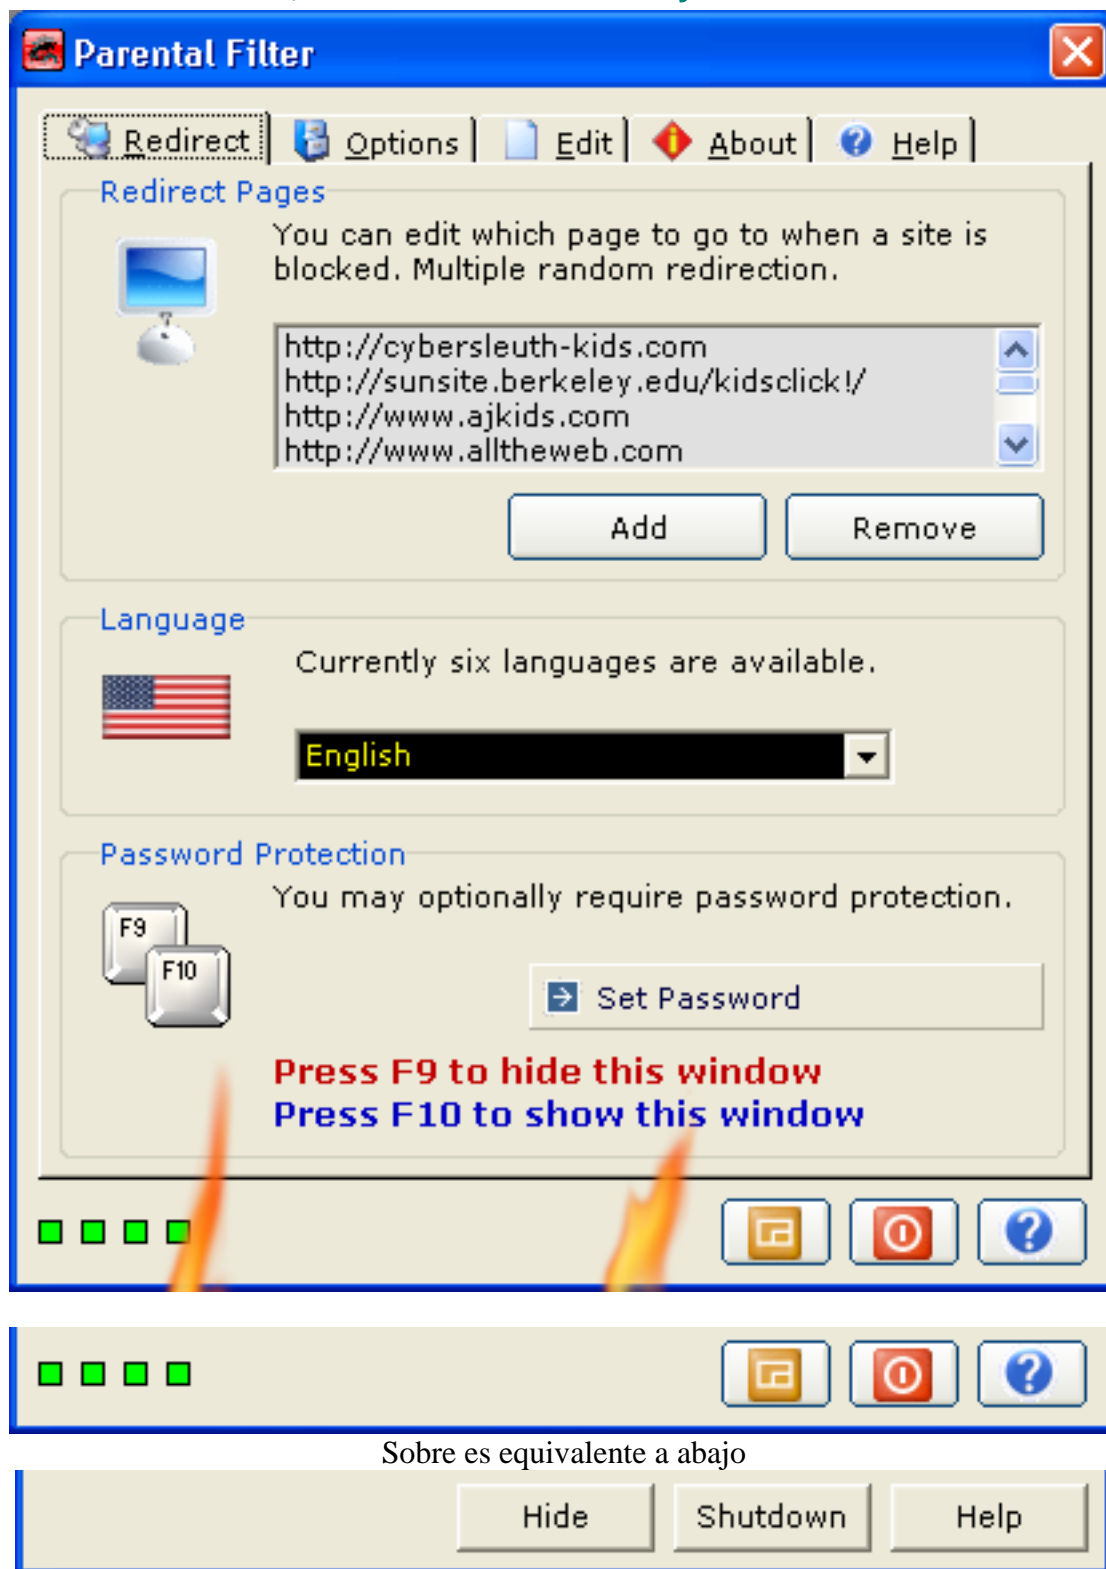 Parental Filter
Redirect Options Edit About Help
Redirect Pages
You can edit which page to go to when a site is
blocked. Multiple random redirection.
http://cybersleuth-kids.com
http://sunsite.berkeley.edu/kidsclick!/
http://www.ajkids.com
http://www.alltheweb.com
Add Remove
Language
Currently six languages are available.
English
Password Protection
You may optionally require password protection.
F9
F10
Set Password
Press F9 to hide this window
Press F10 to show this window
Sobre es equivalente a abajo
Hide Shutdown Help